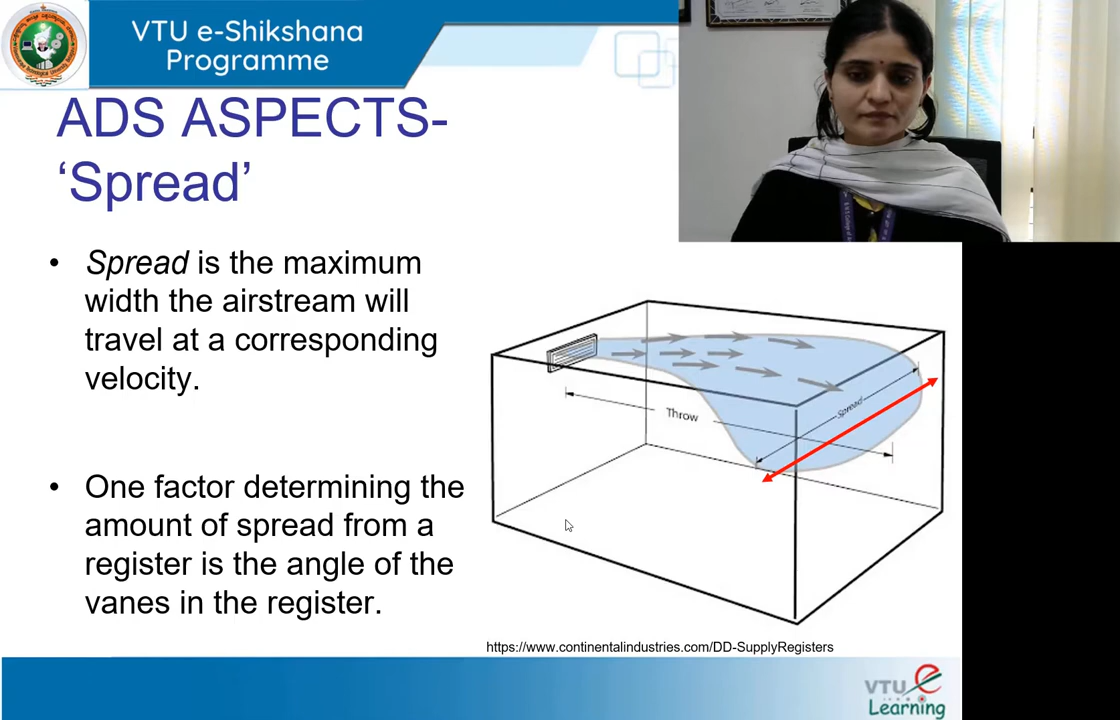 VTU e-Shikshana
Programme
ADS ASPECTS-
‘Spread’
• Spread is the maximum
width the airstream will
travel at a corresponding
velocity.
• One factor determining the
amount of spread from a
register is the angle of the
vanes in the register.
Throw
Spread
https://www.continentalindustries.com/DD-SupplyRegisters
VTU e
Learning